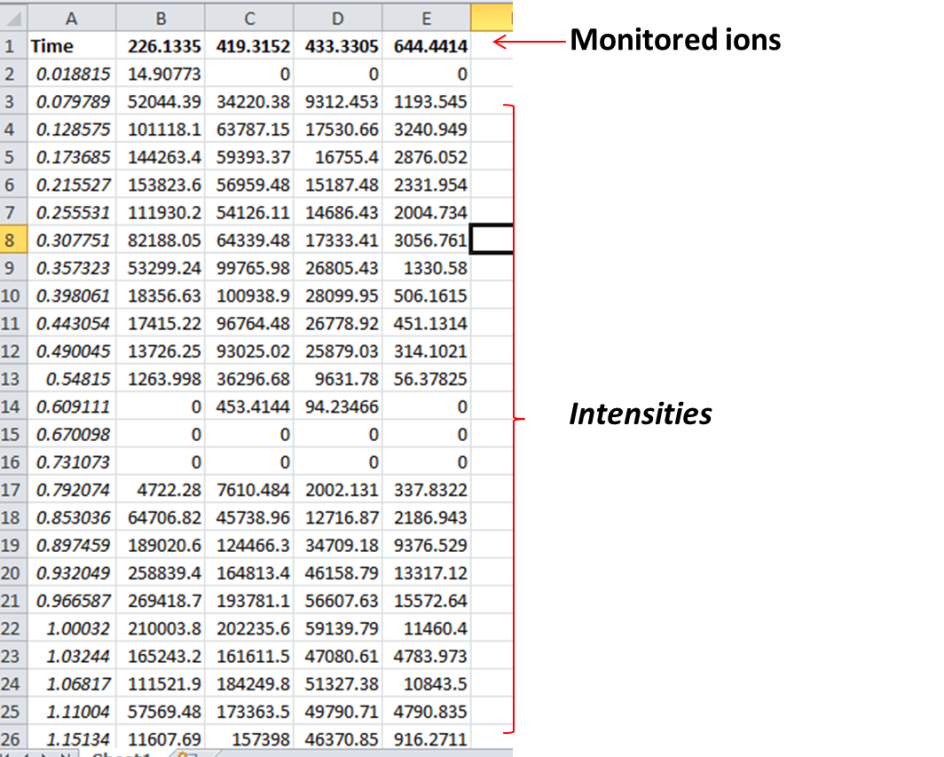 A B C D E
1 Time 226.1335 419.3152 433.3305 644.4414 Monitored ions
2 0.018815 14.90773 0 0 0
3 0.079789 52044.39 34220.38 9312.453 1193.545
4 0.128575 101118.1 63787.15 17530.66 3240.949
5 0.173685 144263.4 59393.37 16755.4 2876.052
6 0.215527 153823.6 56959.48 15187.48 2331.954
7 0.255531 111930.2 54126.11 14686.43 2004.734
8 0.307751 82188.05 64339.48 17333.41 3056.761
9 0.357323 53299.24 99765.98 26805.43 1330.58
10 0.398061 18356.63 100938.9 28099.95 506.1615
11 0.443054 17415.22 96764.48 26778.92 451.1314
12 0.490045 13726.25 93025.02 25879.03 314.1021
13 0.54815 1263.998 36296.68 9631.78 56.37825
14 0.609111 0 453.4144 94.23466 0
Intensities
15 0.670098 0 0 0 0
16 0.731073 0 0 0 0
17 0.792074 4722.28 7610.484 2002.131 337.8322
18 0.853036 64706.82 45738.96 12716.87 2186.943
19 0.897459 189020.6 124466.3 34709.18 9376.529
20 0.932049 258839.4 164813.4 46158.79 13317.12
21 0.966587 269418.7 193781.1 56607.63 15572.64
22 1.00032 210003.8 202235.6 59139.79 11460.4
23 1.03244 165243.2 161611.5 47080.61 4783.973
24 1.06817 111521.9 184249.8 51327.38 10843.5
25 1.11004 57569.48 173363.5 49790.71 4790.835
26 1.15134 11607.69 157398 46370.85 916.2711